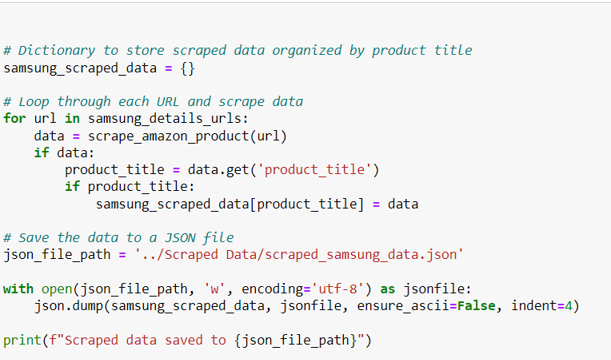 # Dictionary to store scraped data organized by product title
samsung_scraped_data = {}
# Loop through each URL and scrape data
for url in samsung_details_urls:
    data = scrape_amazon_product(url)
    if data:
        product_title = data.get('product_title')
        if product_title:
            samsung_scraped_data[product_title] = data
# Save the data to a JSON file
json_file_path = '../Scraped Data/scraped_samsung_data.json'
with open(json_file_path, 'w', encoding='utf-8') as jsonfile:
    json.dump(samsung_scraped_data, jsonfile, ensure_ascii=False, indent=4)
print(f"Scraped data saved to {json_file_path}")